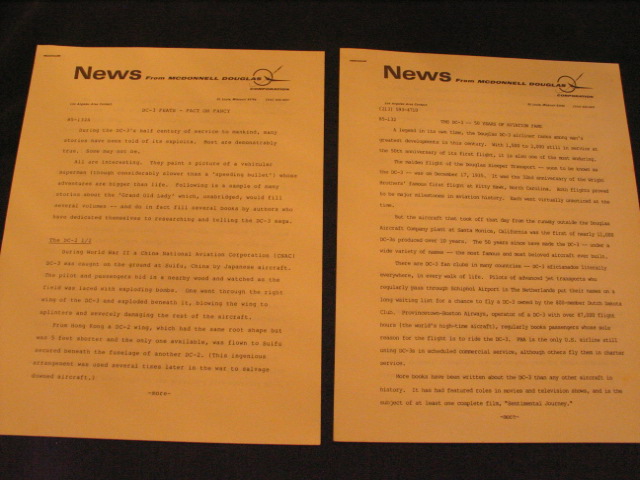 News From MCDONNELL DOUGLAS
CORPORATION
DC-3 FEATS - FACT OR FANCY
85-132A
During the DC-3's half century of service to mankind, many
stories have been told of its exploits. Most are demonstrably
true. Some may not be.
All are interesting. They paint a picture of a vehicular
superman (though considerably slower than a "speeding bullet") whose
adventures are bigger than life. Following is a sample of many
stories about the "Grand Old Lady" which, unabridged, would fill
several volumes -- and do in fact fill several books by authors who
have dedicated themselves to researching and telling the DC-3 saga.
The DC-2 1/2
During World War II a China National Aviation Corporation (CNAC)
DC-3 was caught on the ground at Suifu, China by Japanese aircraft.
The pilot and passengers hid in a nearby weed and watched as the
field was laced with exploding bombs. One went through the right
wing of the DC-3 and exploded beneath it, blowing the wing to
splinters and severely damaging the rest of the aircraft.
From Hong Kong a DC-2 wing, which had the same root shape but
was 5 feet shorter and the only one available, was flown to Suifu
secured beneath the fuselage of another DC-2. (This ingenious
arrangement was used several times later in the war to salvage
downed aircraft.)
-more-
News From MCDONNELL DOUGLAS
CORPORATION
(213) 593-
85-132
THE DC-3 -- 50 YEARS OF AVIATION FAME
A legend in its own time, the Douglas DC-3 airliner ranks among man's
greatest developments in this century. With 1,500 to 2,000 still in service at
the 50th anniversary of its first flight, it is also one of the most enduring.
The maiden flight of the Douglas Sleeper Transport -- soon to be known as
the DC-3 -- was on December 17, 1935. It was the 32nd anniversary of the Wright
Brothers' famous first flight at Kitty Hawk, North Carolina. Both flights proved
to be major milestones in aviation history. Each went virtually unnoticed at the
time.
But the aircraft that took off that day from the runway outside the Douglas
Aircraft Company plant at Santa Monica, California was the first of nearly 11,000
DC-3s produced over 10 years. The 50 years since have made the DC-3 -- under a
wide variety of names -- the most famous and most beloved aircraft ever built.
There are DC-3 fan clubs in many countries -- DC-3 aficionados literally
everywhere, in every walk of life. Pilots of advanced jet transports who
regularly pass through Schiphol Airport in The Netherlands put their names on a
long waiting list for a chance to fly a DC-3 owned by the 600-member Dutch Dakota
Club. Provincetown-Boston Airways, operator of a DC-3 with over 87,000 flight
hours (the world's high-time aircraft), regularly books passengers whose sole
reason for the flight is to ride the DC-3. PBA is the only U.S. airline still
using DC-3s in scheduled commercial service, although others fly them in charter
service.
More books have been written about the DC-3 than any other aircraft in
history. It has had featured roles in movies and television shows, and is the
subject of at least one complete film, "Sentimental Journey."
-more-